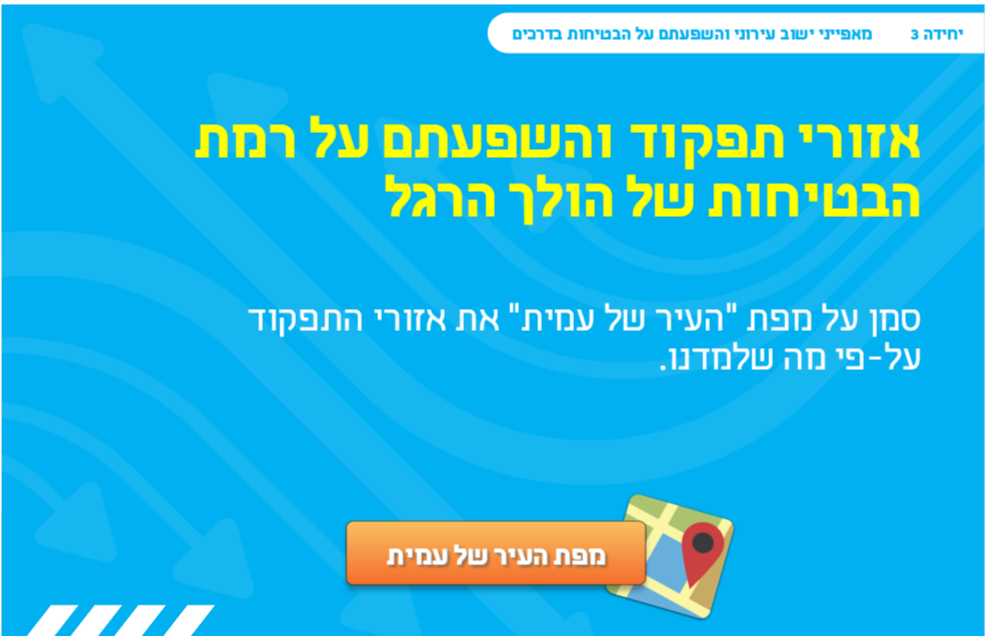 יחידה 3 מאפייני ישוב עירוני והשפעתם על הבטיחות בדרכים
אזורי תפקוד והשפעתם על רמת
הבטיחות של הולך הרגל
סמן על מפת "העיר של עמית" את אזורי התפקוד
על-פי מה שלמדנו.
מפת העיר של עמית